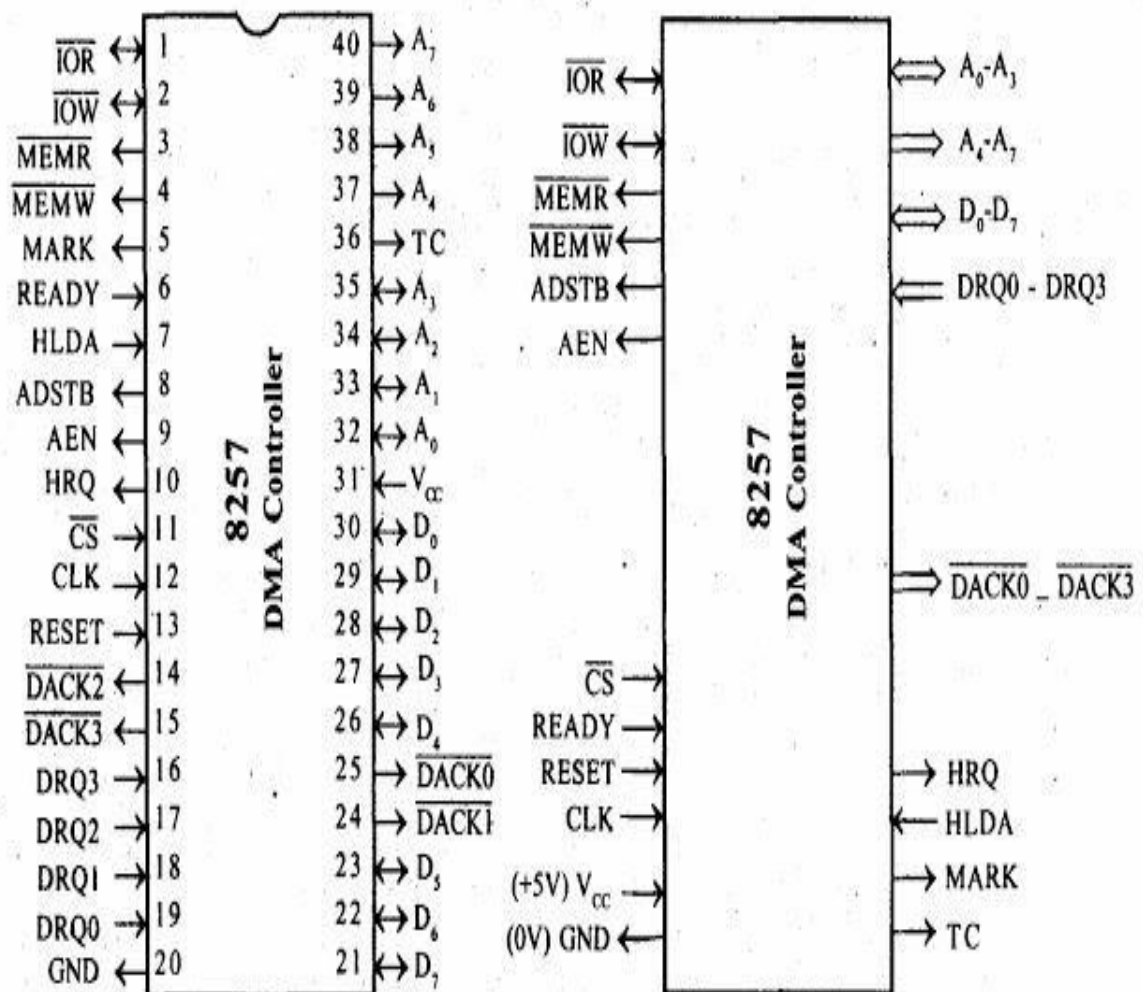 IOR 1
IOW 2
MEMR 3
MEMW 4
MARK 5
READY 6
HLDA 7
ADSTB 8
AEN 9
HRQ 10
CS 11
CLK 12
RESET 13
DACK2 14
DACK3 15
DRQ3 16
DRQ2 17
DRQ1 18
DRQ0 19
GND 20
8257
DMA Controller
40 A7
39 A6
38 A5
37 A4
36 TC
35 A3
34 A2
33 A1
32 A0
31 VCC
30 D0
29 D1
28 D2
27 D3
26 D4
25 DACK0
24 DACK1
23 D5
22 D6
21 D7
IOR
IOW
MEMR
MEMW
ADSTB
AEN
CS
READY
RESET
CLK
(+5V) VCC
(0V) GND
8257
DMA Controller
A0-A3
A4-A7
D0-D7
DRQ0 - DRQ3
DACK0 _ DACK3
HRQ
HLDA
MARK
TC